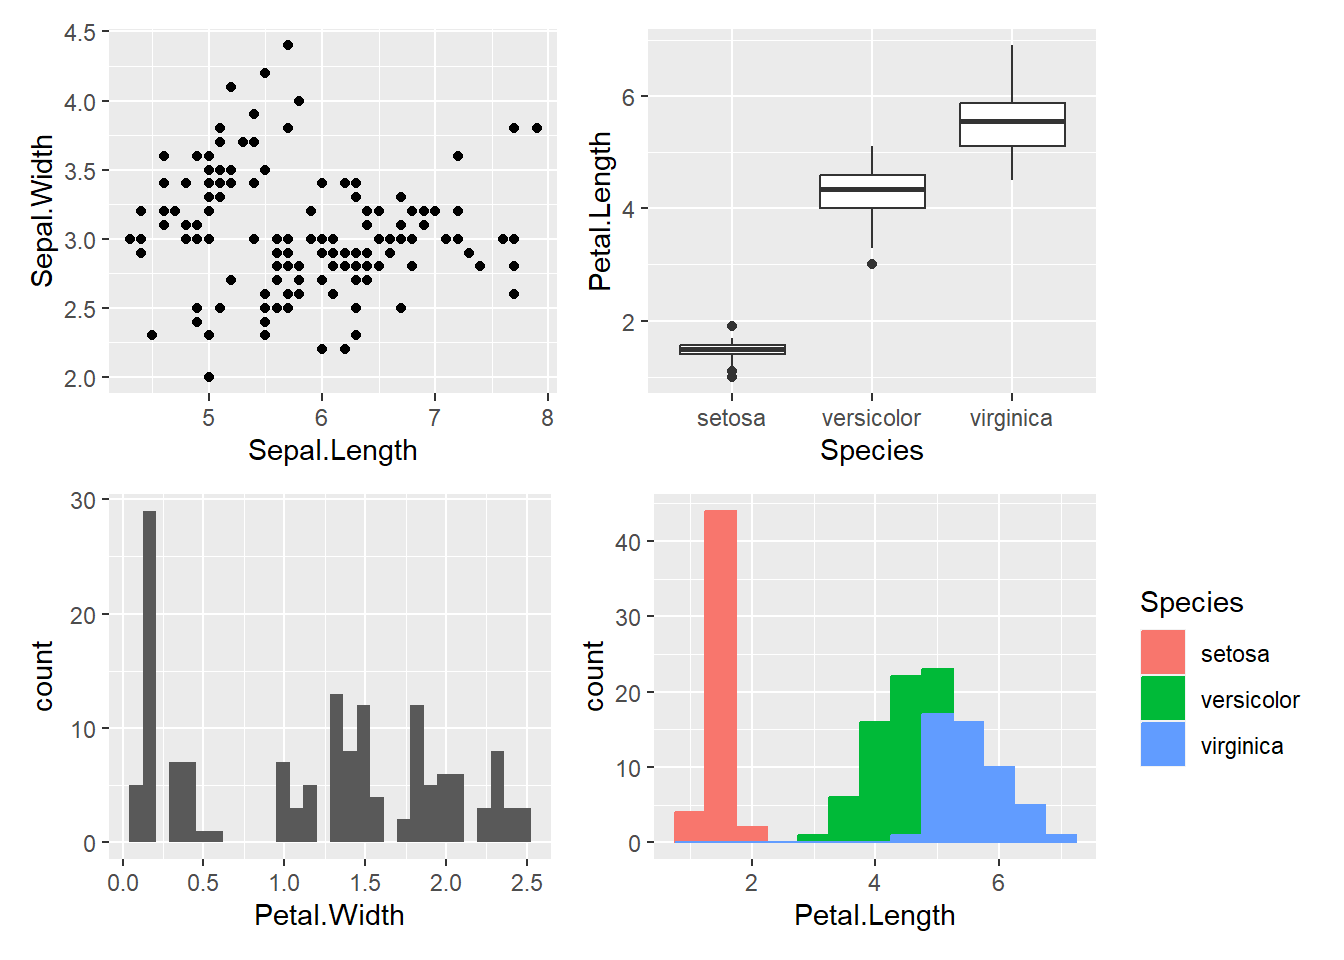 4.5
4.0
3.5
3.0
2.5
2.0
Sepal.Width
5 6 7 8
Sepal.Length
6
4
2
Petal.Length
setosa versicolor virginica
Species
30
20
10
0
count
0.0 0.5 1.0 1.5 2.0 2.5
Petal.Width
40
30
20
10
0
count
2 4 6
Petal.Length
Species
setosa
versicolor
virginica